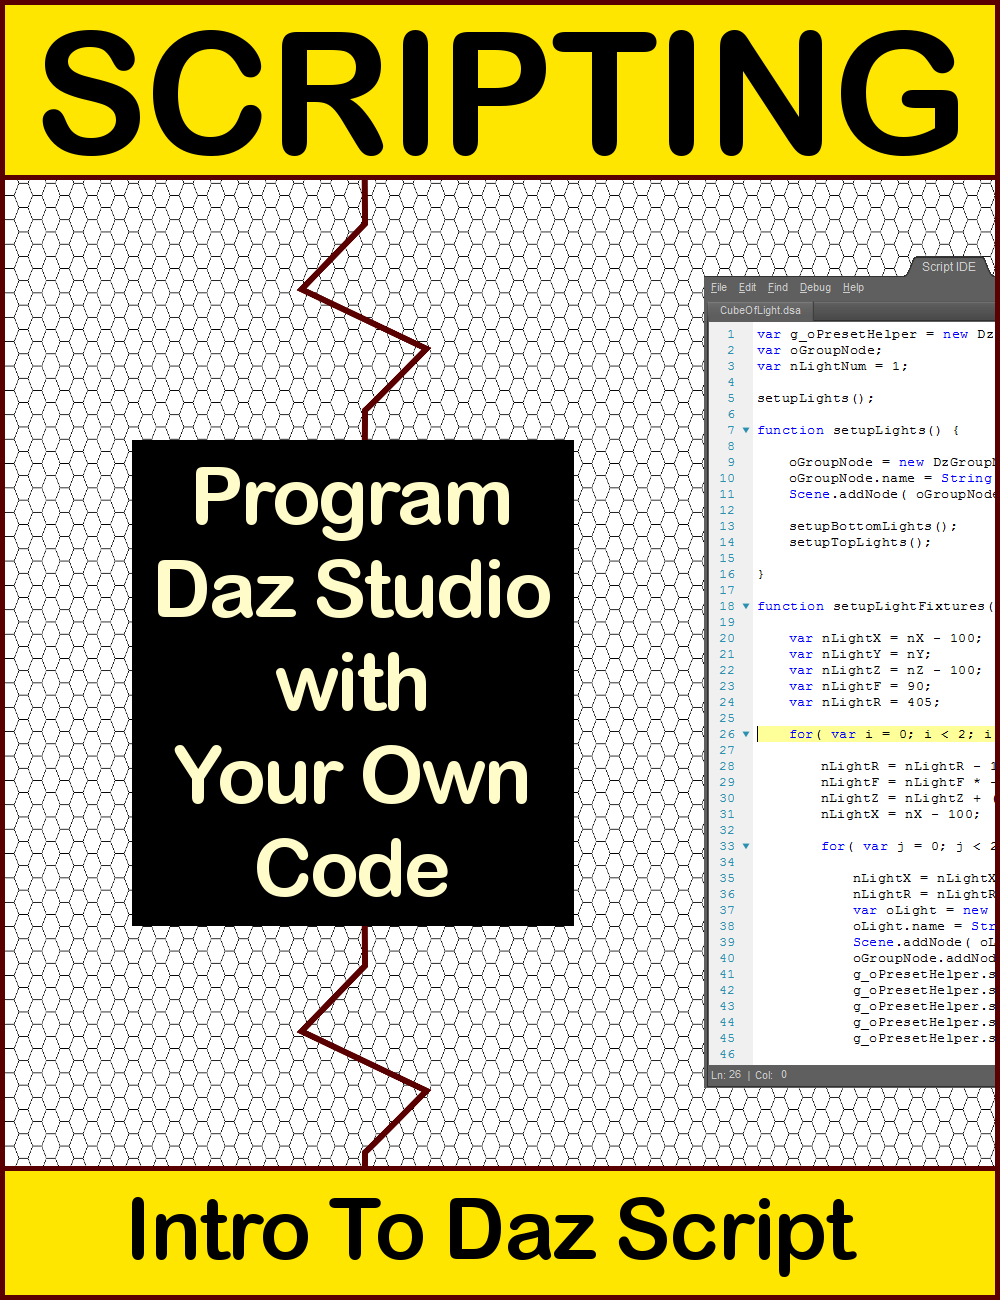 SCRIPTING
Program
Daz Studio
with
Your Own
Code
Script IDE
File Edit Find Debug Help
CubeOfLight.dsa
1 var g_oPresetHelper = new Dz
2 var oGroupNode;
3 var nLightNum = 1;
4
5 setupLights();
6
7 function setupLights() {
8
9 oGroupNode = new DzGroupN
10 oGroupNode.name = String
11 Scene.addNode( oGroupNode
12
13 setupBottomLights();
14 setupTopLights();
15
16 }
17
18 function setupLightFixtures(
19
20 var nLightX = nX - 100;
21 var nLightY = nY;
22 var nLightZ = nZ - 100;
23 var nLightF = 90;
24 var nLightR = 405;
25
26 for( var i = 0; i < 2; i
27
28 nLightR = nLightR - 1
29 nLightF = nLightF * -
30 nLightZ = nLightZ + (
31 nLightX = nX - 100;
32
33 for( var j = 0; j < 2
34
35 nLightX = nLightX
36 nLightR = nLightR
37 var oLight = new
38 oLight.name = Str
39 Scene.addNode( oL
40 oGroupNode.addNod
41 g_oPresetHelper.s
42 g_oPresetHelper.s
43 g_oPresetHelper.s
44 g_oPresetHelper.s
45 g_oPresetHelper.s
46
Ln: 26 | Col: 0
Intro To Daz Script